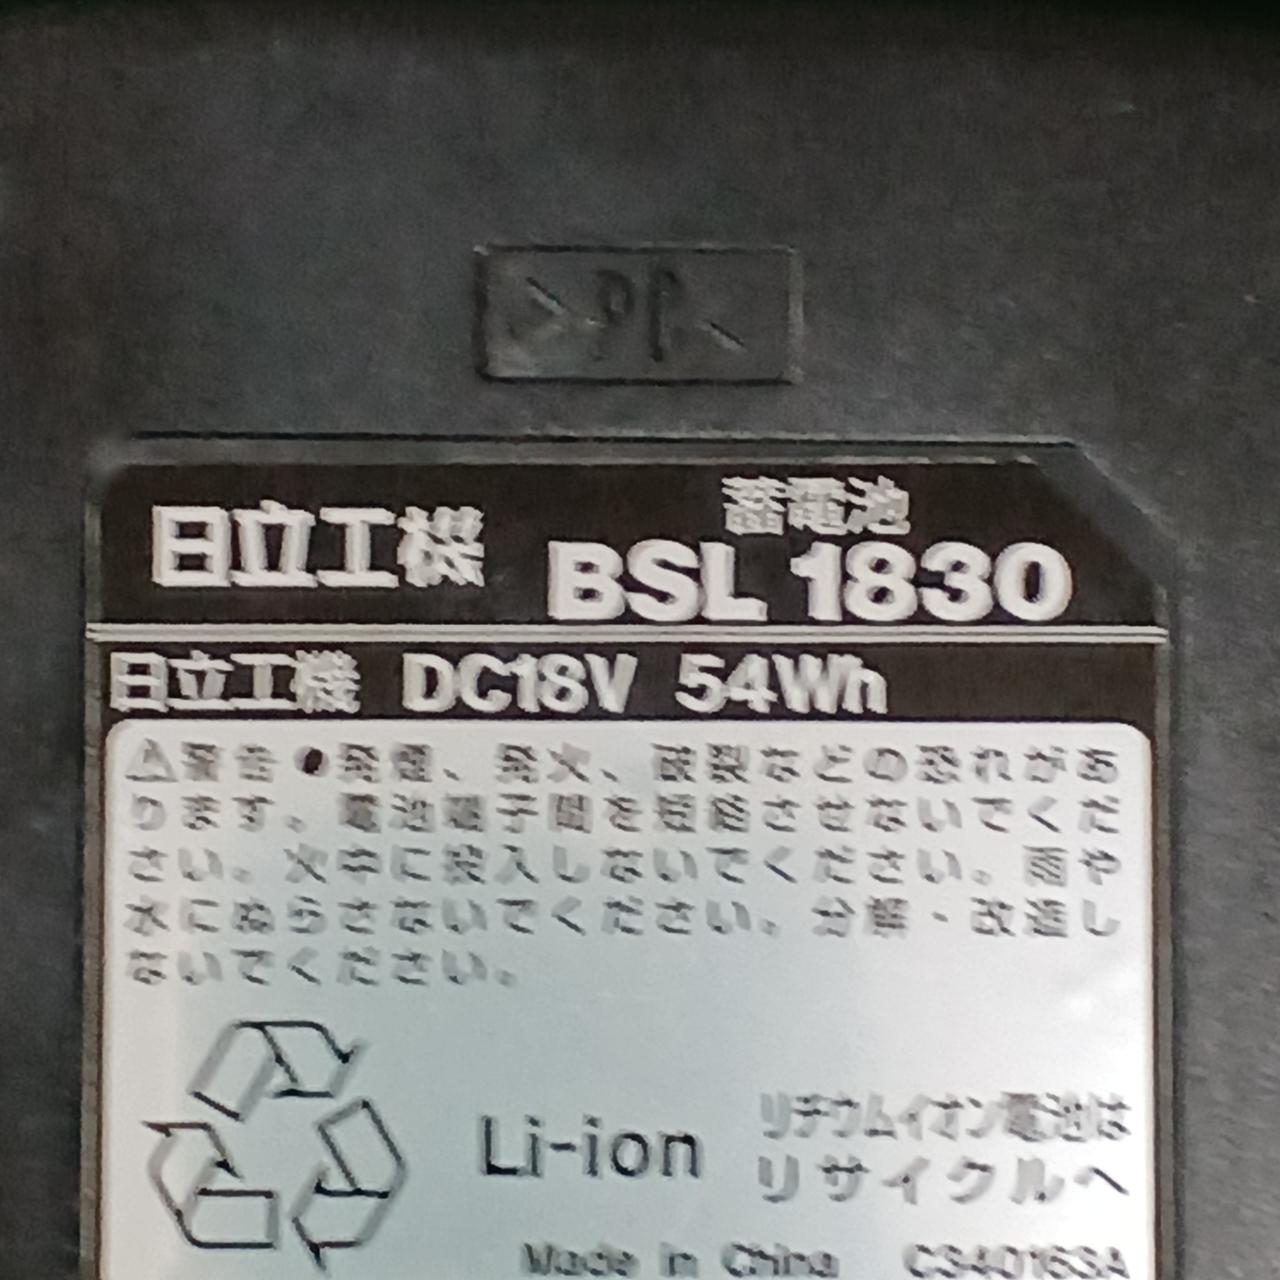 >PP<
日立工機
蓄電池
BSL 1830
日立工機 DC18V 54Wh
⚠警告●発煙、発火、破裂などの恐れがあ
ります。電池端子間を短絡させないでくだ
さい。火中に投入しないでください。雨や
水にぬらさないでください。分解・改造し
ないでください。
Li-ion
リチウムイオン電池は
リサイクルへ
Made in China C340163A